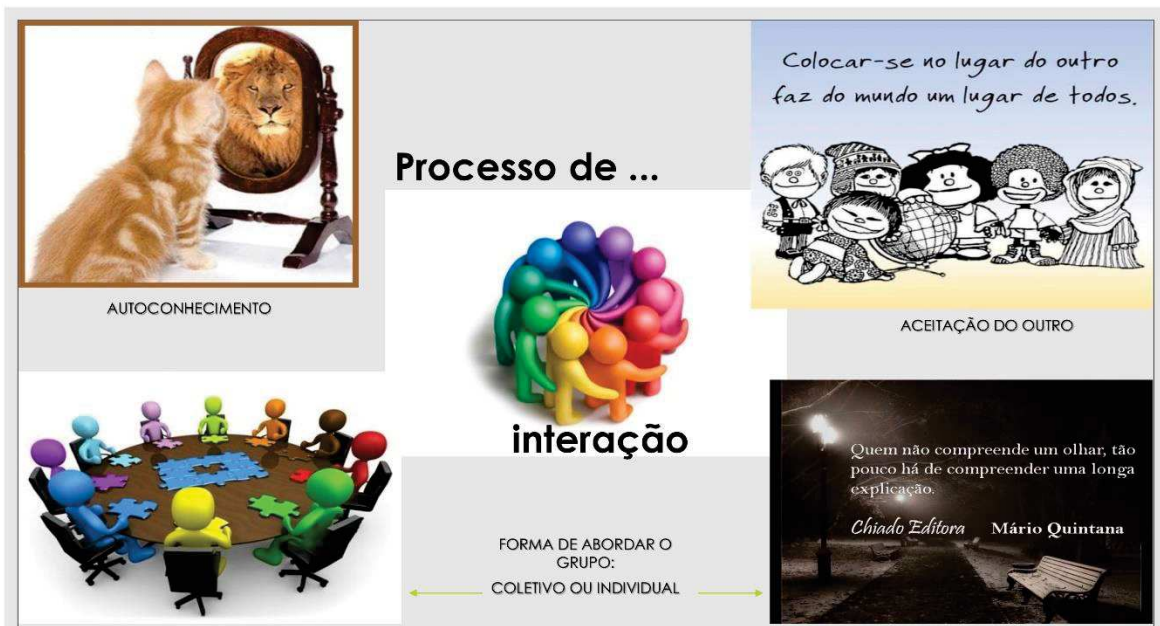 Colocar-se no lugar do outro
faz do mundo um lugar de todos.
Processo de ...
AUTOCONHECIMENTO
ACEITAÇÃO DO OUTRO
interação
Quem não compreende um olhar, tão
pouco há de compreender uma longa
explicação.
Chiado Editora Mário Quintana
FORMA DE ABORDAR O
GRUPO:
COLETIVO OU INDIVIDUAL